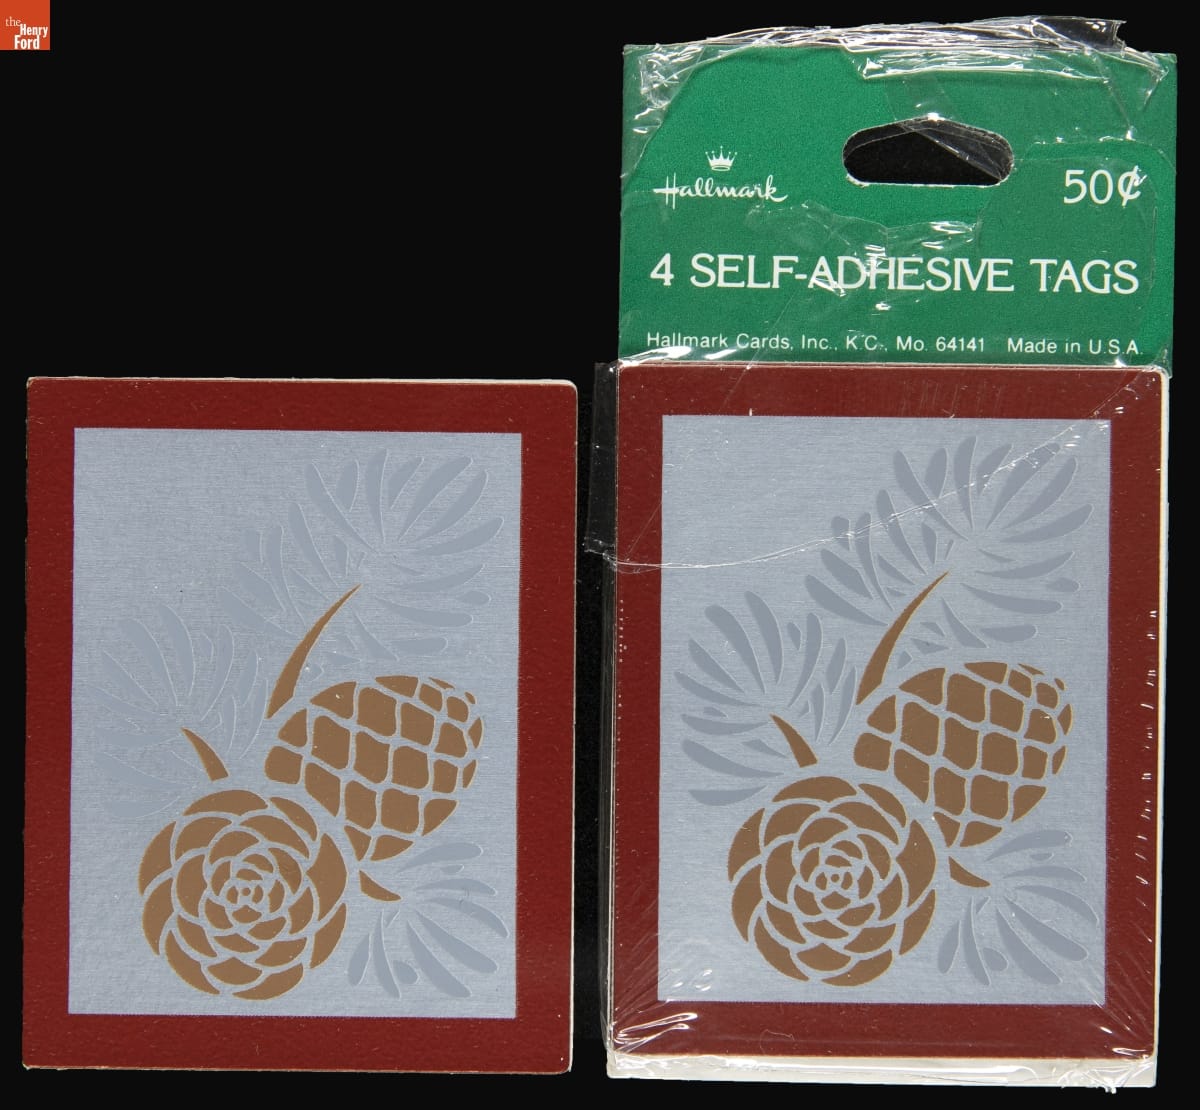 the
Henry
Ford
Hallmark
50¢
4 SELF-ADHESIVE TAGS
Hallmark Cards, Inc., K.C., Mo. 64141 Made in U.S.A.